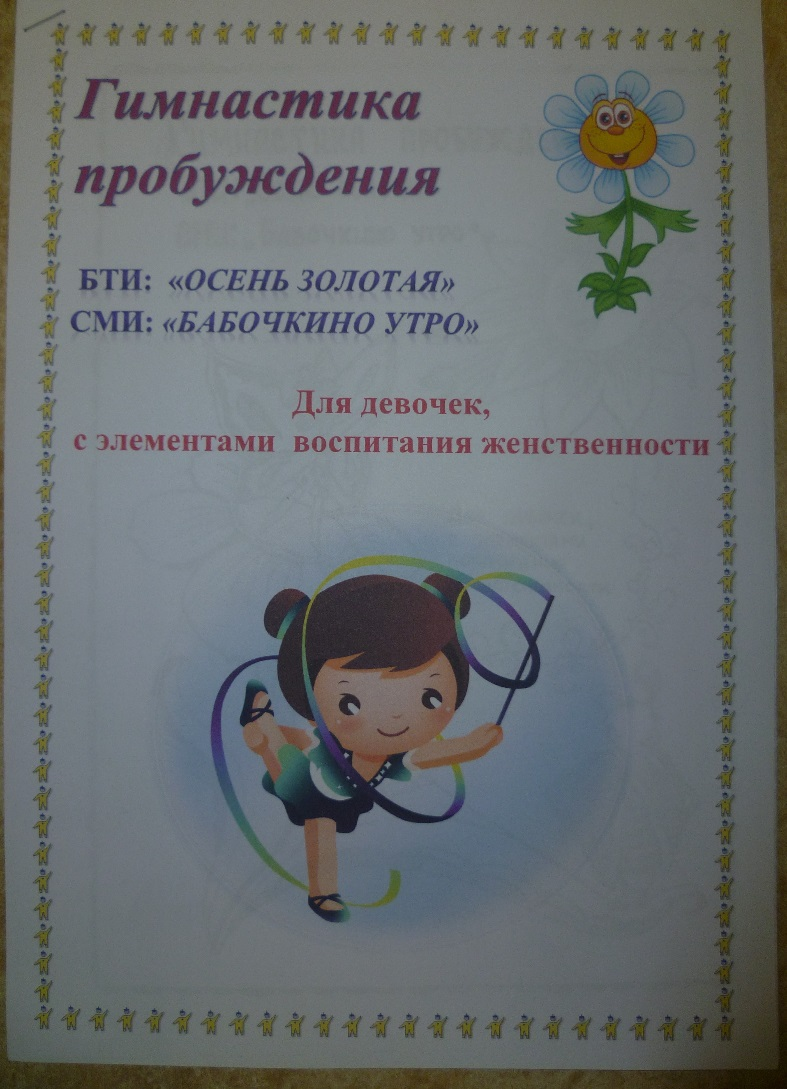 Гимнастика
пробуждения
БТИ: «ОСЕНЬ ЗОЛОТАЯ»
СМИ: «БАБОЧКИНО УТРО»
Для девочек,
с элементами воспитания женственности